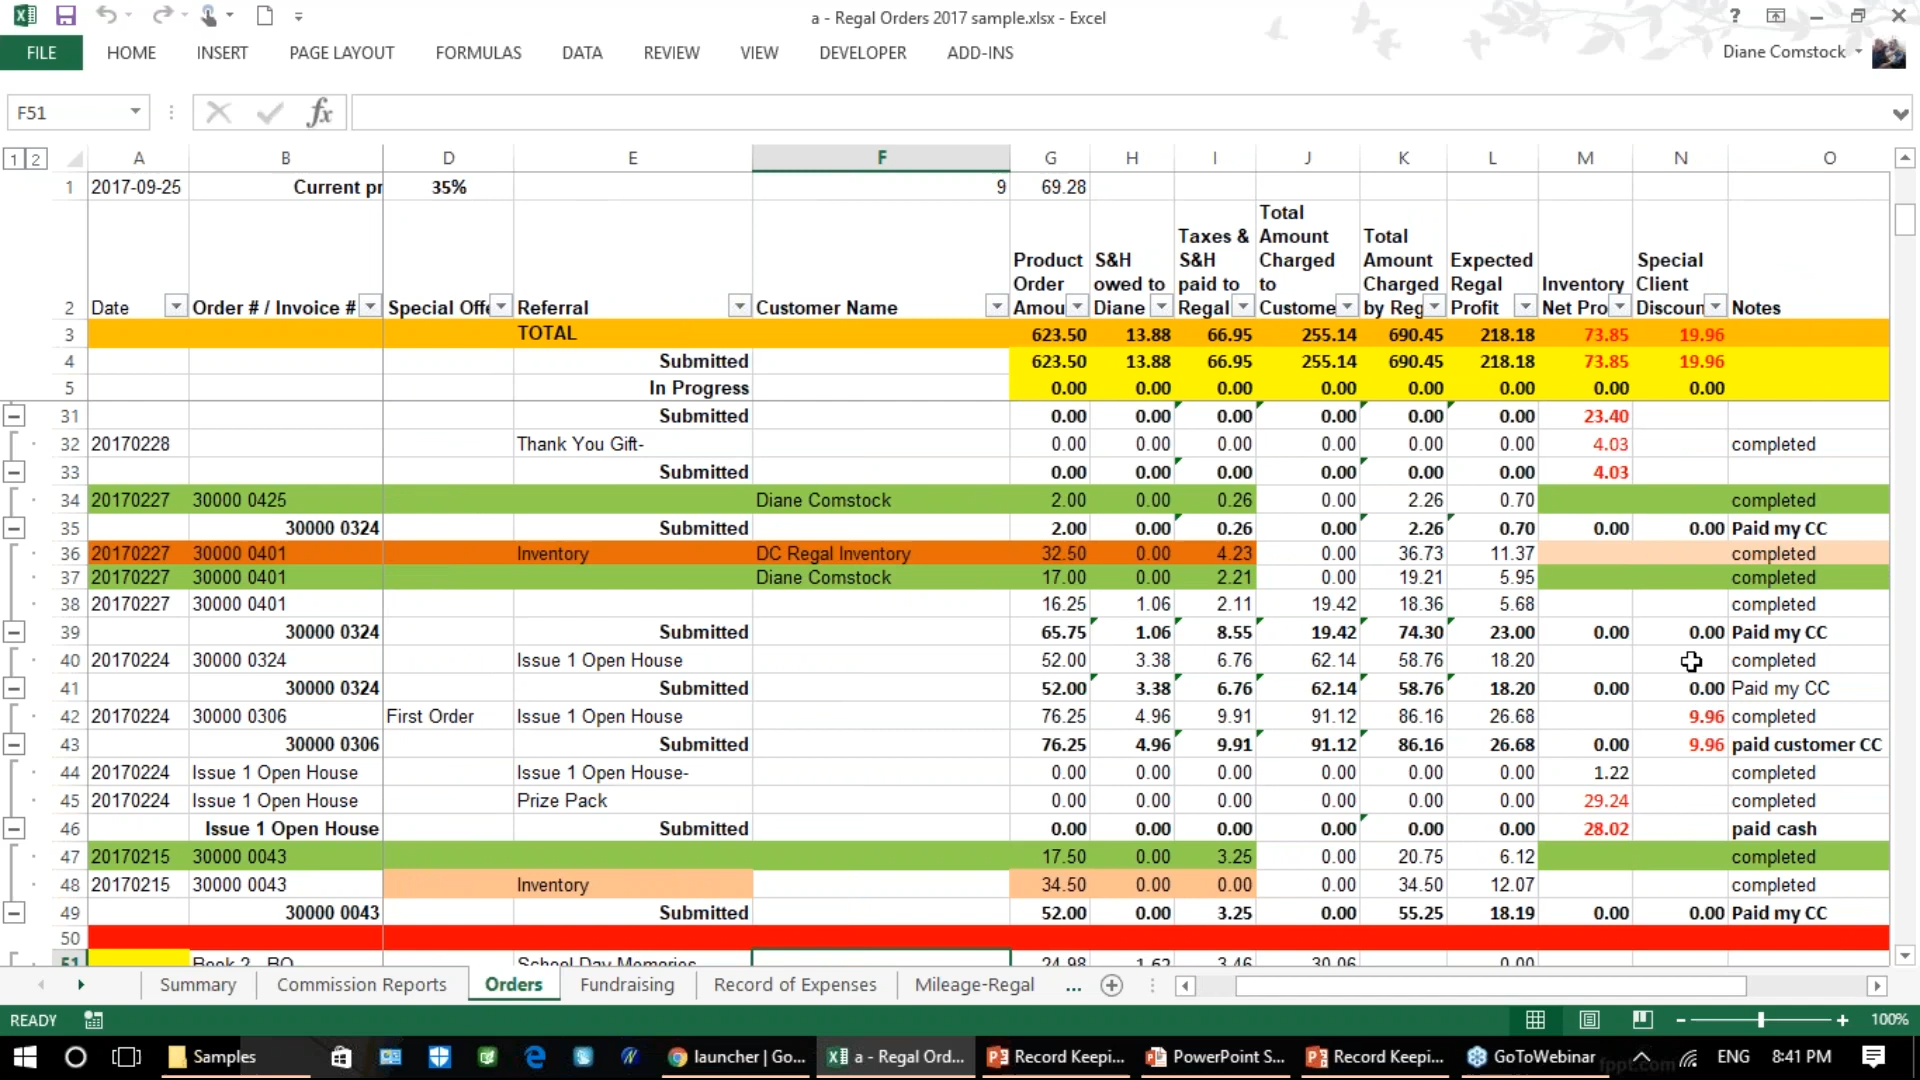 a - Regal Orders 2017 sample.xlsx - Excel
?
FILE HOME INSERT PAGE LAYOUT FORMULAS DATA REVIEW VIEW DEVELOPER ADD-INS Diane Comstock
F51 fx
1 2 A B D E F G H I J K L M N O
1 2017-09-25 Current pr 35% 9 69.28
2 Date Order # / Invoice # Special Offe Referral Customer Name Product Order Amou S&H owed to Diane Taxes & S&H paid to Regal Total Amount Charged to Custome Total Amount Charged by Reg Expected Regal Profit Inventory Net Pro Special Client Discoun Notes
3 TOTAL 623.50 13.88 66.95 255.14 690.45 218.18 73.85 19.96
4 Submitted 623.50 13.88 66.95 255.14 690.45 218.18 73.85 19.96
5 In Progress 0.00 0.00 0.00 0.00 0.00 0.00 0.00 0.00
31 Submitted 0.00 0.00 0.00 0.00 0.00 0.00 23.40
32 20170228 Thank You Gift- 0.00 0.00 0.00 0.00 0.00 0.00 4.03 completed
33 Submitted 0.00 0.00 0.00 0.00 0.00 0.00 4.03
34 20170227 30000 0425 Diane Comstock 2.00 0.00 0.26 0.00 2.26 0.70 completed
35 30000 0324 Submitted 2.00 0.00 0.26 0.00 2.26 0.70 0.00 0.00 Paid my CC
36 20170227 30000 0401 Inventory DC Regal Inventory 32.50 0.00 4.23 0.00 36.73 11.37 completed
37 20170227 30000 0401 Diane Comstock 17.00 0.00 2.21 0.00 19.21 5.95 completed
38 20170227 30000 0401 16.25 1.06 2.11 19.42 18.36 5.68 completed
39 30000 0324 Submitted 65.75 1.06 8.55 19.42 74.30 23.00 0.00 0.00 Paid my CC
40 20170224 30000 0324 Issue 1 Open House 52.00 3.38 6.76 62.14 58.76 18.20 completed
41 30000 0324 Submitted 52.00 3.38 6.76 62.14 58.76 18.20 0.00 0.00 Paid my CC
42 20170224 30000 0306 First Order Issue 1 Open House 76.25 4.96 9.91 91.12 86.16 26.68 9.96 completed
43 30000 0306 Submitted 76.25 4.96 9.91 91.12 86.16 26.68 0.00 9.96 paid customer CC
44 20170224 Issue 1 Open House Issue 1 Open House- 0.00 0.00 0.00 0.00 0.00 0.00 1.22 completed
45 20170224 Issue 1 Open House Prize Pack 0.00 0.00 0.00 0.00 0.00 0.00 29.24 completed
46 Issue 1 Open House Submitted 0.00 0.00 0.00 0.00 0.00 0.00 28.02 paid cash
47 20170215 30000 0043 17.50 0.00 3.25 0.00 20.75 6.12 completed
48 20170215 30000 0043 Inventory 34.50 0.00 0.00 0.00 34.50 12.07 completed
49 30000 0043 Submitted 52.00 0.00 3.25 0.00 55.25 18.19 0.00 0.00 Paid my CC
50
51 Book 2 School Day Memories 24.98 1.62 3.46 30.06 0.00
Summary Commission Reports Orders Fundraising Record of Expenses Mileage-Regal ...
READY 100%
Samples launcher | Go... a - Regal Ord... Record Keepi... PowerPoint S... Record Keepi... GoToWebinar ENG 8:41 PM
fppt.com